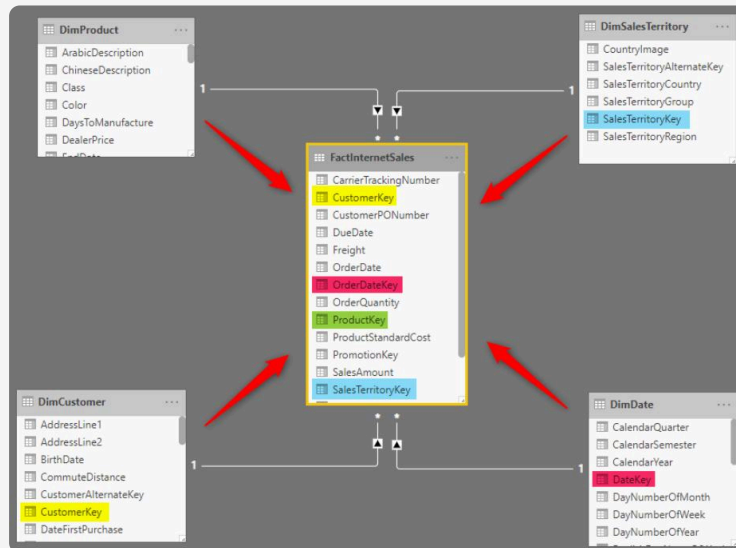 DimProduct
ArabicDescription
ChineseDescription
Class
Color
DaysToManufacture
DealerPrice
DimSalesTerritory
CountryImage
SalesTerritoryAlternateKey
SalesTerritoryCountry
SalesTerritoryGroup
SalesTerritoryKey
SalesTerritoryRegion
1
1
*
*
FactInternetSales
CarrierTrackingNumber
CustomerKey
CustomerPONumber
DueDate
Freight
OrderDate
OrderDateKey
OrderQuantity
ProductKey
ProductStandardCost
PromotionKey
SalesAmount
SalesTerritoryKey
*
*
1
1
DimCustomer
AddressLine1
AddressLine2
BirthDate
CommuteDistance
CustomerAlternateKey
CustomerKey
DateFirstPurchase
DimDate
CalendarQuarter
CalendarSemester
CalendarYear
DateKey
DayNumberOfMonth
DayNumberOfWeek
DayNumberOfYear